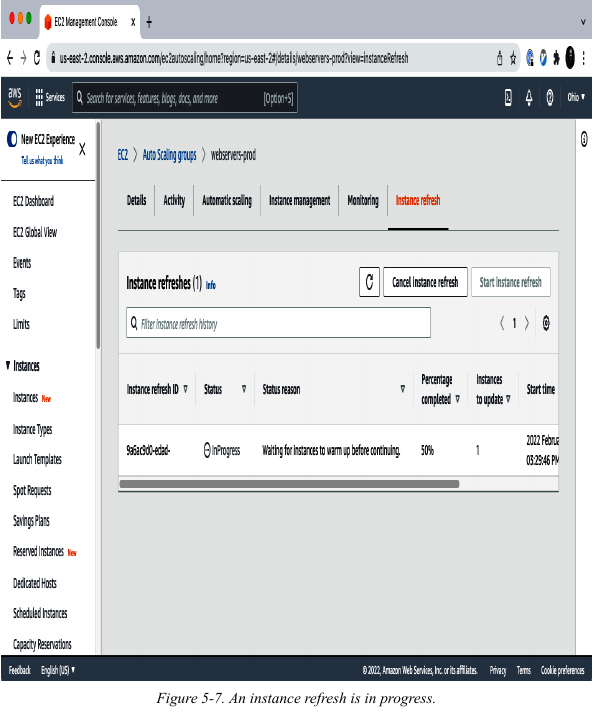 EC2 Management Console x +
us-east-2.console.aws.amazon.com/ec2autoscaling/home?region=us-east-2#/details/webservers-prod?view=instanceRefresh
aws Services Search for services, features, blogs, docs, and more [Option+S] Ohio ▼
New EC2 Experience X
Tell us what you think
EC2 Dashboard
EC2 Global View
Events
Tags
Limits
▼ Instances
Instances New
Instance Types
Launch Templates
Spot Requests
Savings Plans
Reserved Instances New
Dedicated Hosts
Scheduled Instances
Capacity Reservations
EC2 > Auto Scaling groups > webservers-prod
Details Activity Automatic scaling Instance management Monitoring Instance refresh
Instance refreshes (1) Info Cancel instance refresh Start instance refresh
Filter instance refresh history < 1 >
Instance refresh ID Status Status reason Percentage completed Instances to update Start time
9a6ac9d0-edad- InProgress Waiting for instances to warm up before continuing. 50% 1 2022 Februa
03:29:46 PM
Feedback English (US) ▼ © 2022, Amazon Web Services, Inc. or its affiliates. Privacy Terms Cookie preferences
Figure 5-7. An instance refresh is in progress.